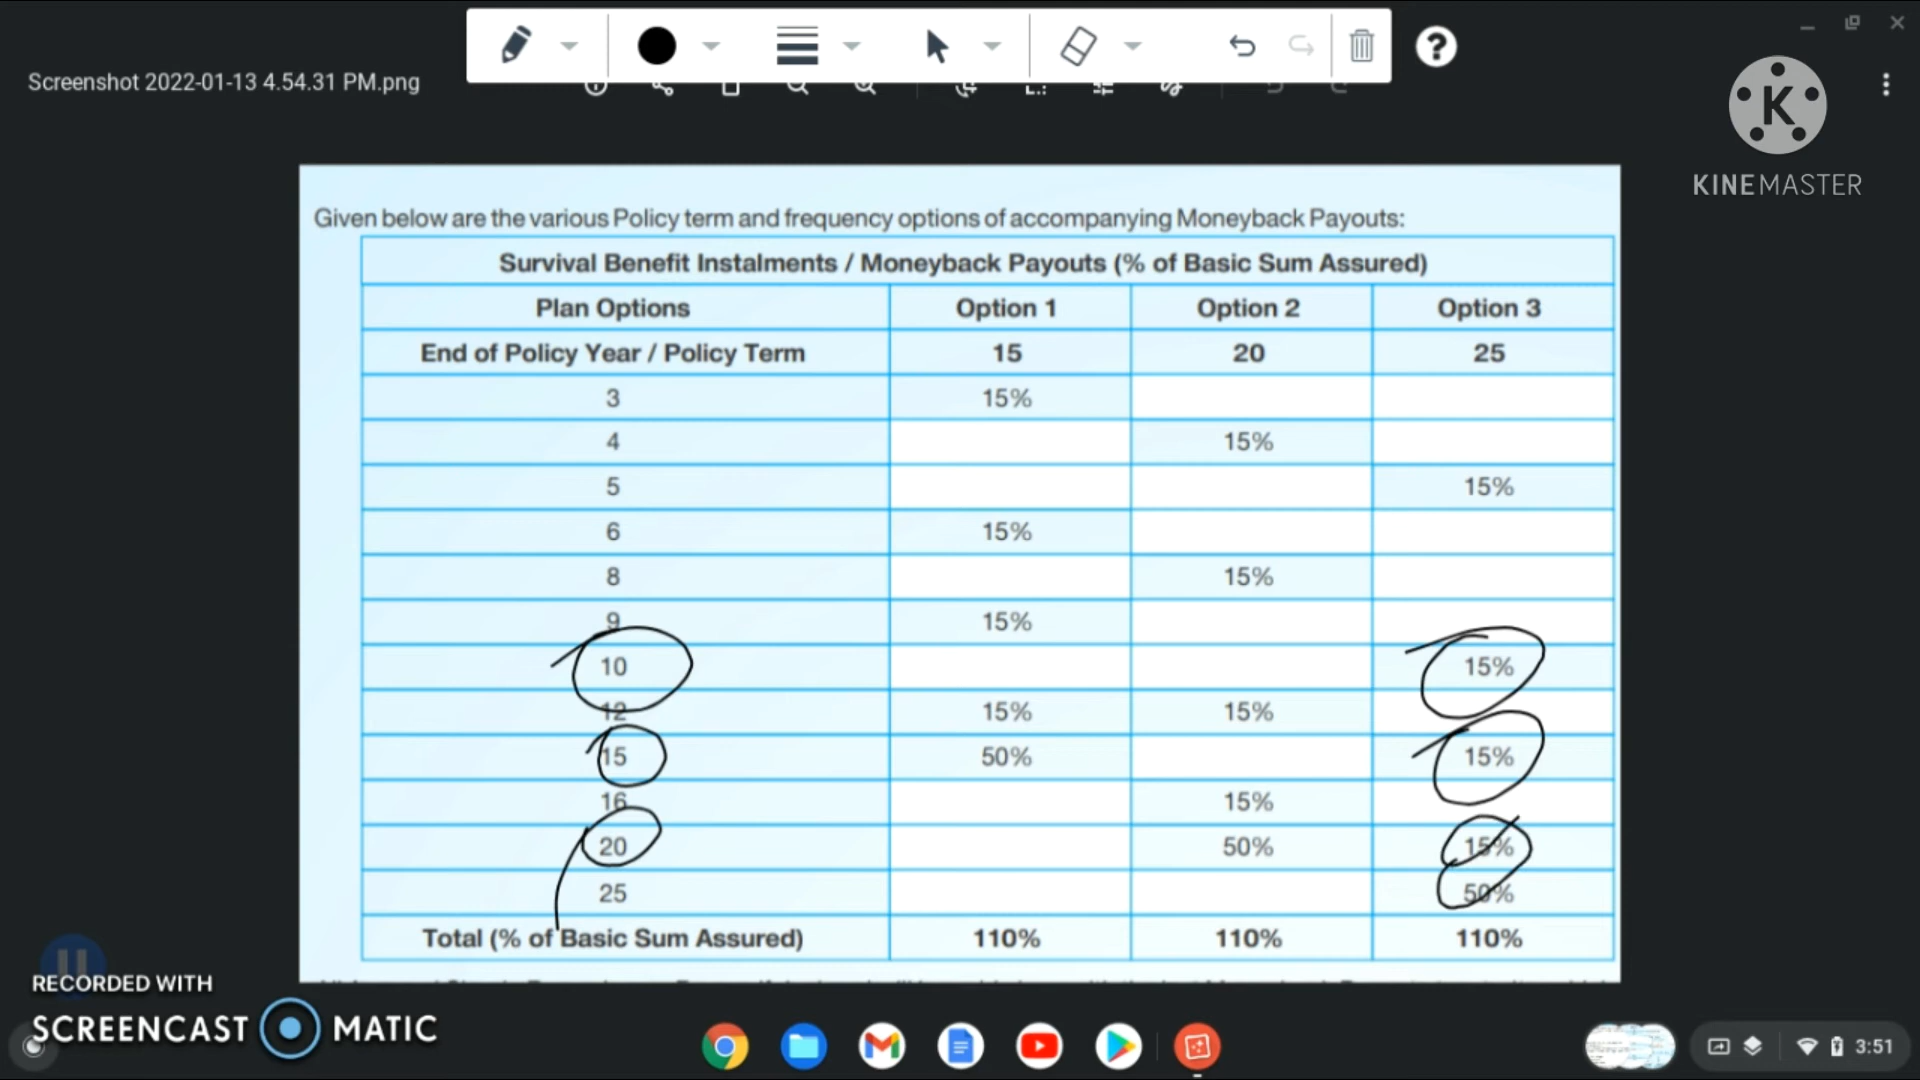 Screenshot 2022-01-13 4.54.31 PM.png
K
KINEMASTER
Given below are the various Policy term and frequency options of accompanying Moneyback Payouts:
Survival Benefit Instalments / Moneyback Payouts (% of Basic Sum Assured)
Plan Options Option 1 Option 2 Option 3
End of Policy Year / Policy Term 15 20 25
3 15%
4 15%
5 15%
6 15%
8 15%
9 15%
10 15%
12 15% 15%
15 50% 15%
16 15%
20 50% 15%
25 50%
Total (% of Basic Sum Assured) 110% 110% 110%
RECORDED WITH
SCREENCAST MATIC
3:51